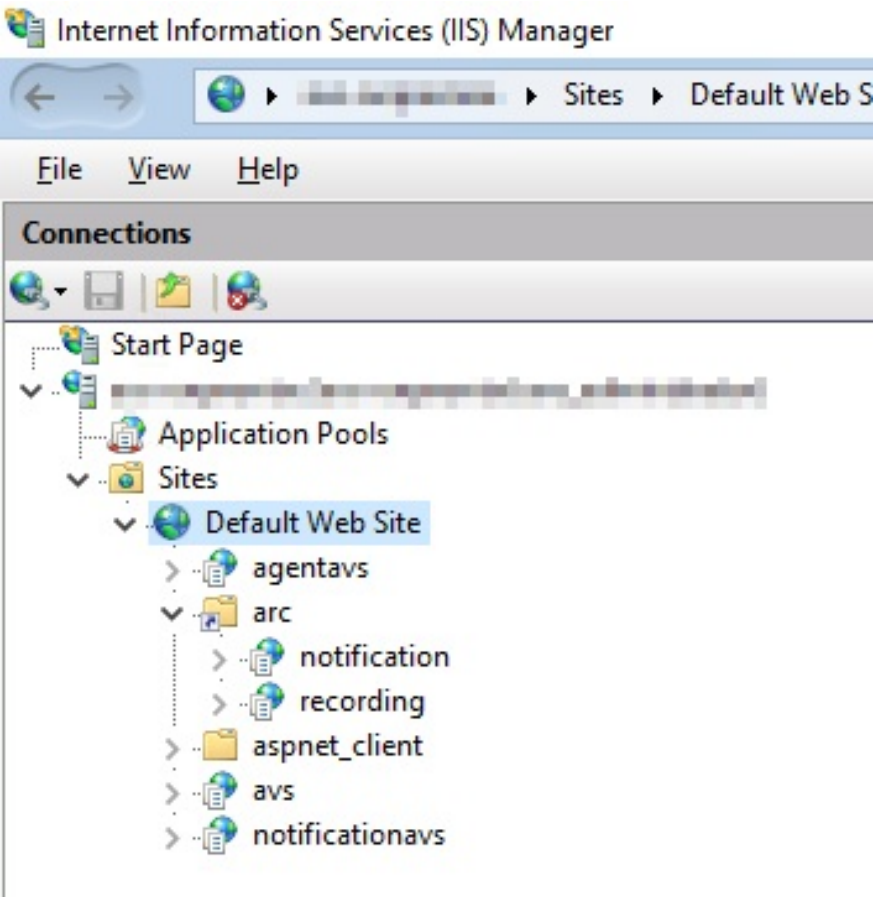 Internet Information Services (IIS) Manager
Sites Default Web S
File View Help
Connections
Start Page
Application Pools
Sites
Default Web Site
agentavs
arc
notification
recording
aspnet_client
avs
notificationavs